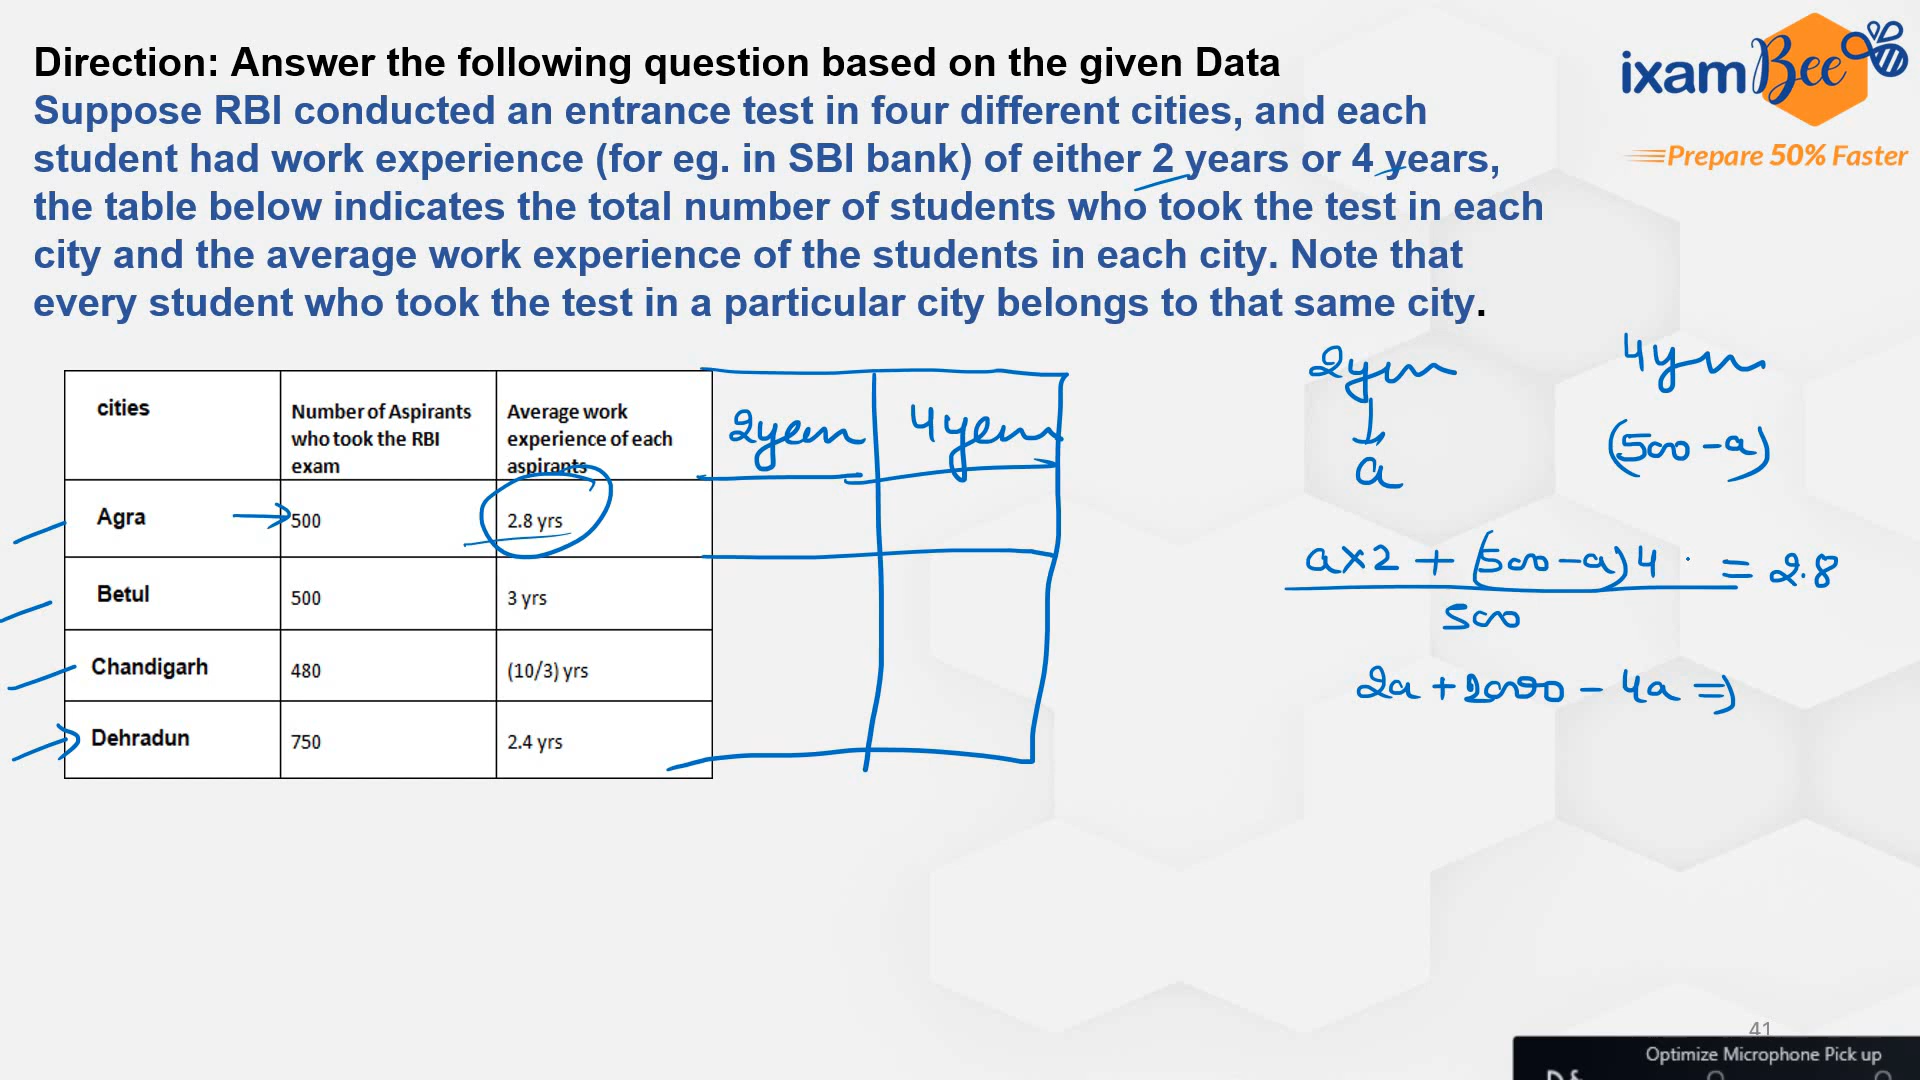 Direction: Answer the following question based on the given Data
Suppose RBI conducted an entrance test in four different cities, and each
student had work experience (for eg. in SBI bank) of either 2 years or 4 years,
the table below indicates the total number of students who took the test in each
city and the average work experience of the students in each city. Note that
every student who took the test in a particular city belongs to that same city.
ixamBee
Prepare 50% Faster
cities
Number of Aspirants
who took the RBI
exam
Average work
experience of each
aspirants
Agra 500 2.8 yrs
Betul 500 3 yrs
Chandigarh 480 (10/3) yrs
Dehradun 750 2.4 yrs
a
(500-a)
a×2 + (500-a)4 = 2.8
500
2a + 2000 - 4a =>
41
Optimize Microphone Pick up